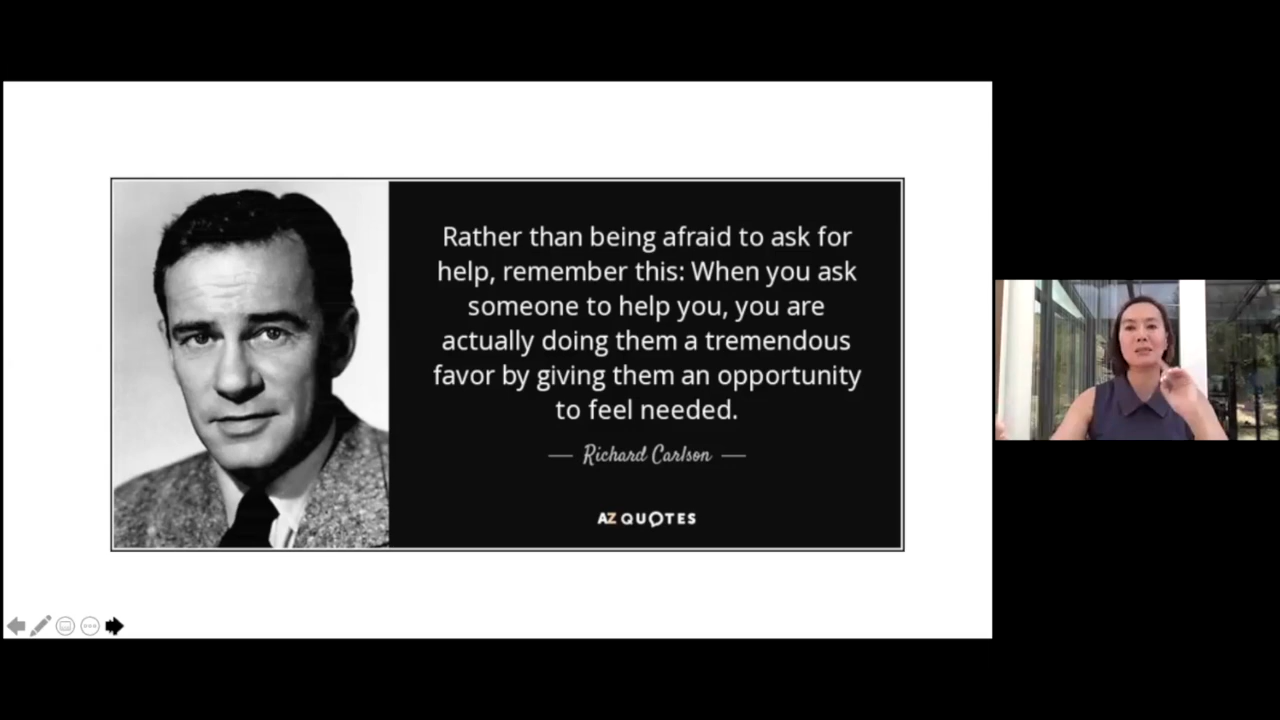 Rather than being afraid to ask for
help, remember this: When you ask
someone to help you, you are
actually doing them a tremendous
favor by giving them an opportunity
to feel needed.
— Richard Carlson —
AZ QUOTES